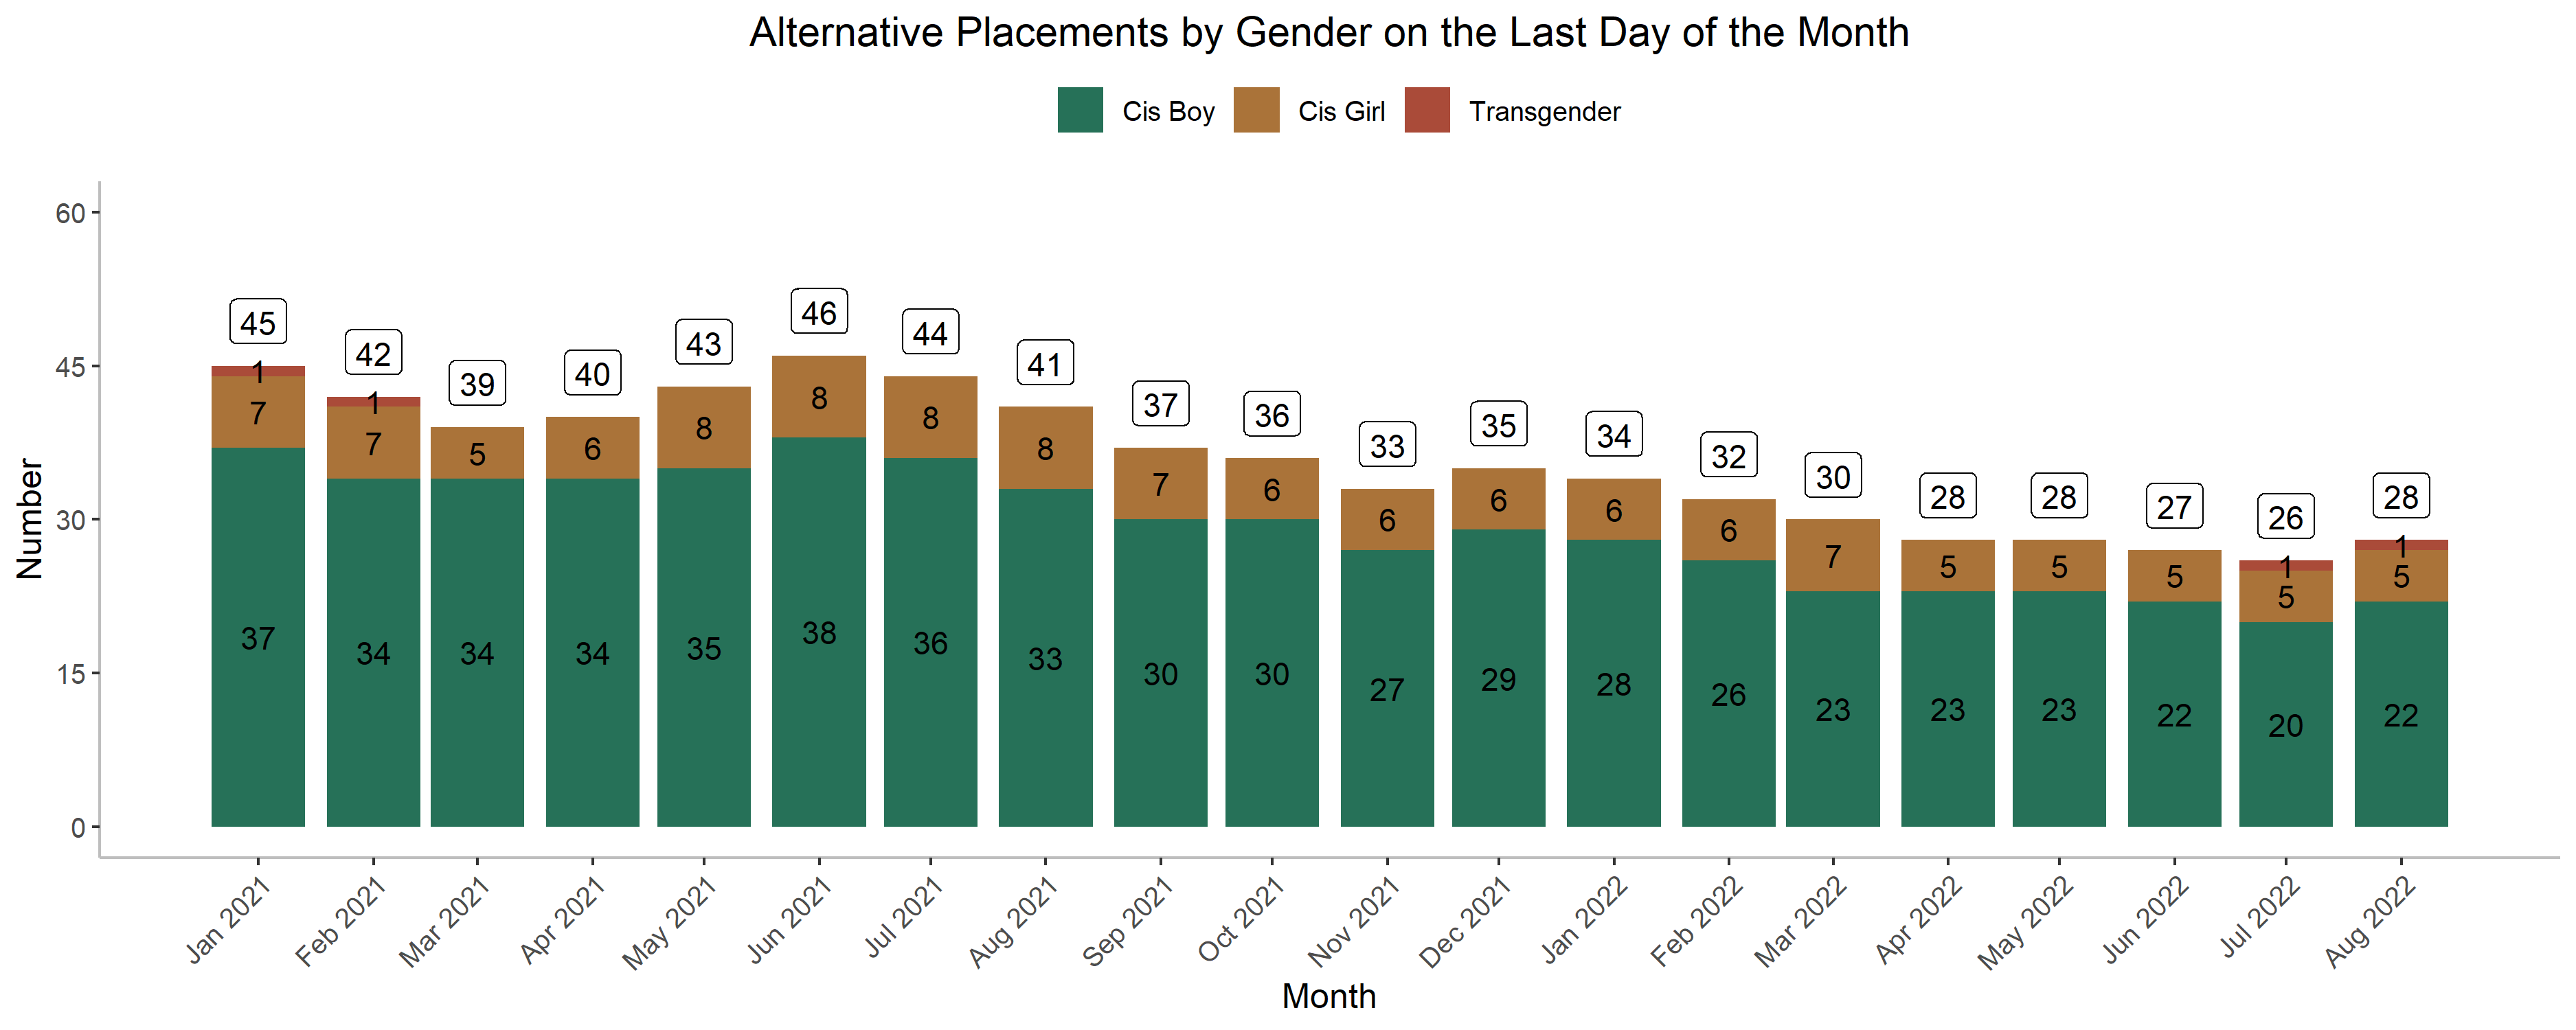 Alternative Placements by Gender on the Last Day of the Month
Cis Boy Cis Girl Transgender
Number
60
45
30
15
0
45 42 39 40 43 46 44 41 37 36 33 35 34 32 30 28 28 27 26 28
1 1 1 1
7 7 5 6 8 8 8 8 7 6 6 6 6 6 7 5 5 5 5 5
37 34 34 34 35 38 36 33 30 30 27 29 28 26 23 23 23 22 20 22
Jan 2021 Feb 2021 Mar 2021 Apr 2021 May 2021 Jun 2021 Jul 2021 Aug 2021 Sep 2021 Oct 2021 Nov 2021 Dec 2021 Jan 2022 Feb 2022 Mar 2022 Apr 2022 May 2022 Jun 2022 Jul 2022 Aug 2022
Month